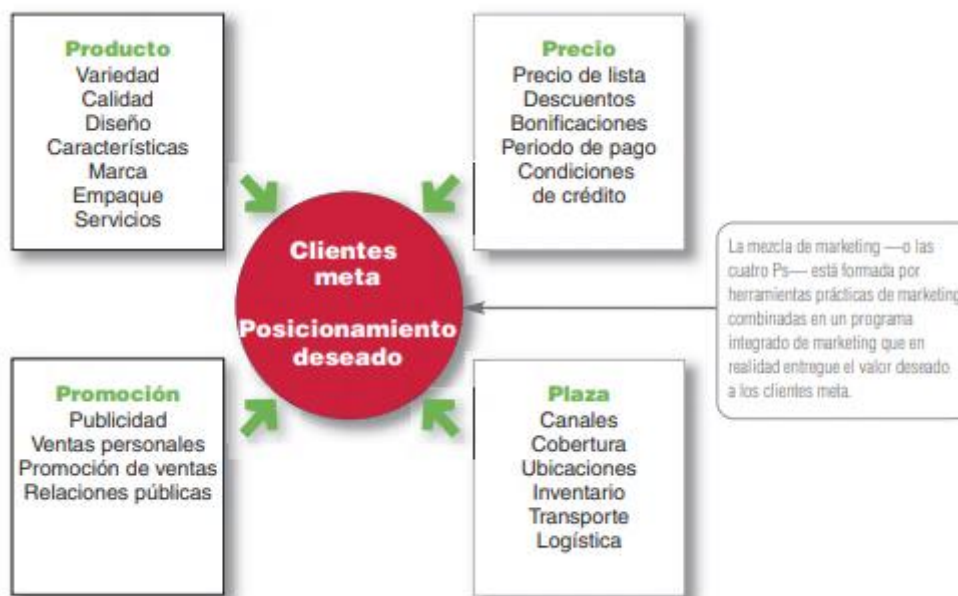 Producto
Variedad
Calidad
Diseño
Características
Marca
Empaque
Servicios
Precio
Precio de lista
Descuentos
Bonificaciones
Periodo de pago
Condiciones
de crédito
Clientes
meta
Posicionamiento
deseado
La mezcla de marketing —o las
cuatro Ps— está formada por
herramientas prácticas de marketing
combinadas en un programa
integrado de marketing que en
realidad entregue el valor deseado
a los clientes meta.
Promoción
Publicidad
Ventas personales
Promoción de ventas
Relaciones públicas
Plaza
Canales
Cobertura
Ubicaciones
Inventario
Transporte
Logística